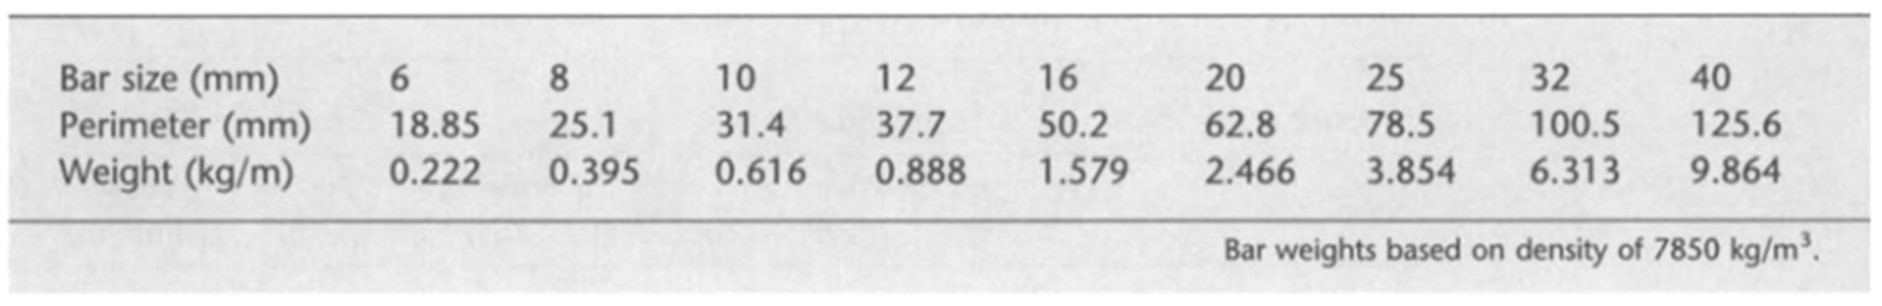 Bar size (mm) 6 8 10 12 16 20 25 32 40
Perimeter (mm) 18.85 25.1 31.4 37.7 50.2 62.8 78.5 100.5 125.6
Weight (kg/m) 0.222 0.395 0.616 0.888 1.579 2.466 3.854 6.313 9.864
Bar weights based on density of 7850 kg/m³.